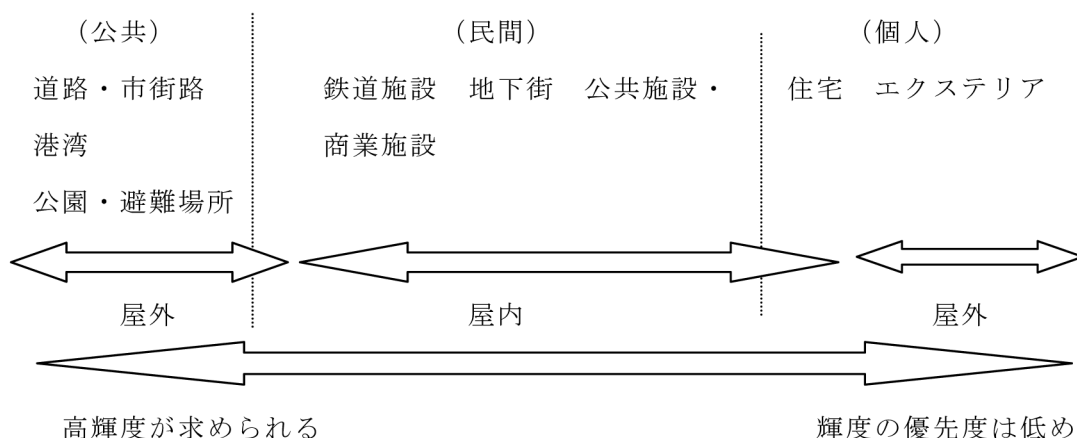 (公共)
(民間)
(個人)
道路・市街路
鉄道施設 地下街 公共施設・
住宅 エクステリア
港湾
商業施設
公園・避難場所
屋外
屋内
屋外
高輝度が求められる
輝度の優先度は低め